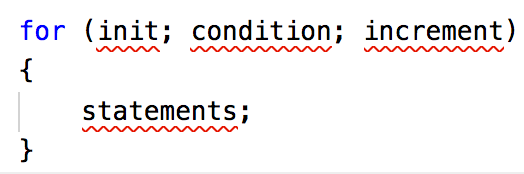 for (init; condition; increment)
{
    statements;
}